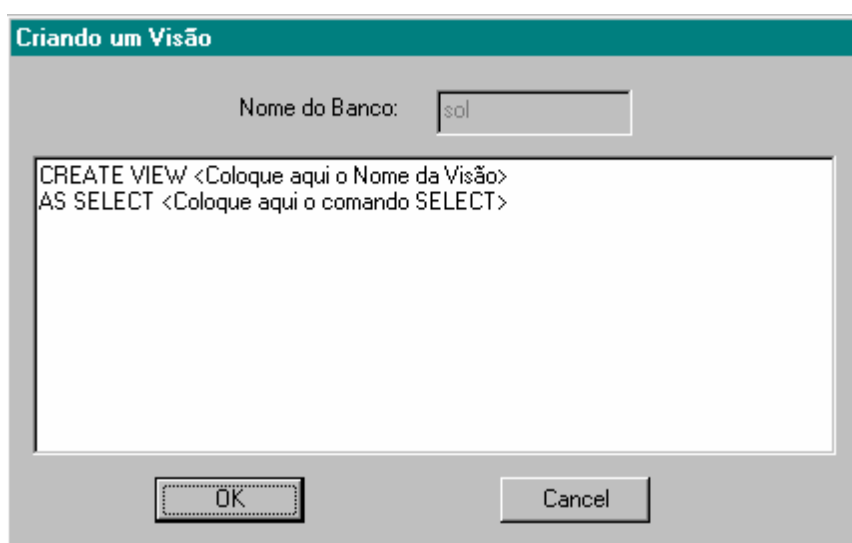 Criando um Visão
Nome do Banco: sol
CREATE VIEW <Coloque aqui o Nome da Visão>
AS SELECT <Coloque aqui o comando SELECT>
OK Cancel